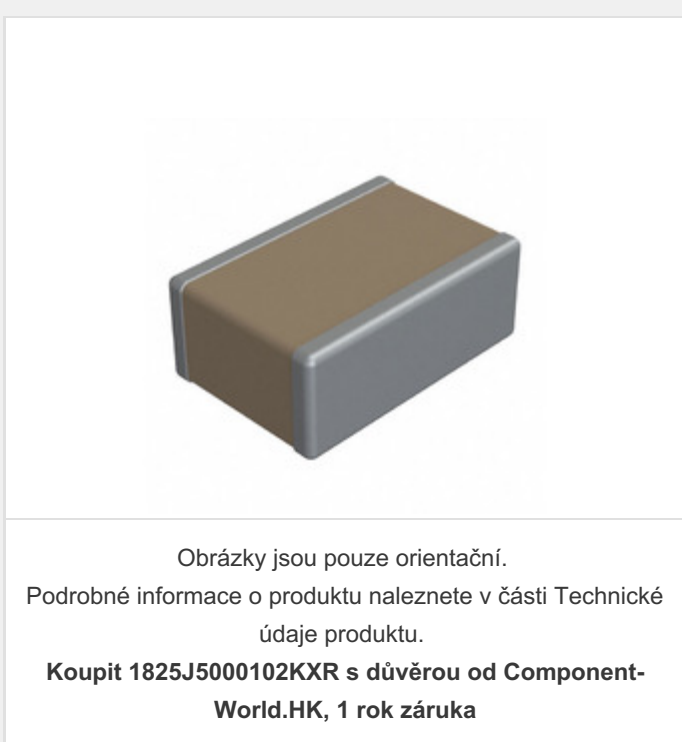 Obrázky jsou pouze orientační.
Podrobné informace o produktu naleznete v části Technické
údaje produktu.
Koupit 1825J5000102KXR s důvěrou od Component-
World.HK, 1 rok záruka